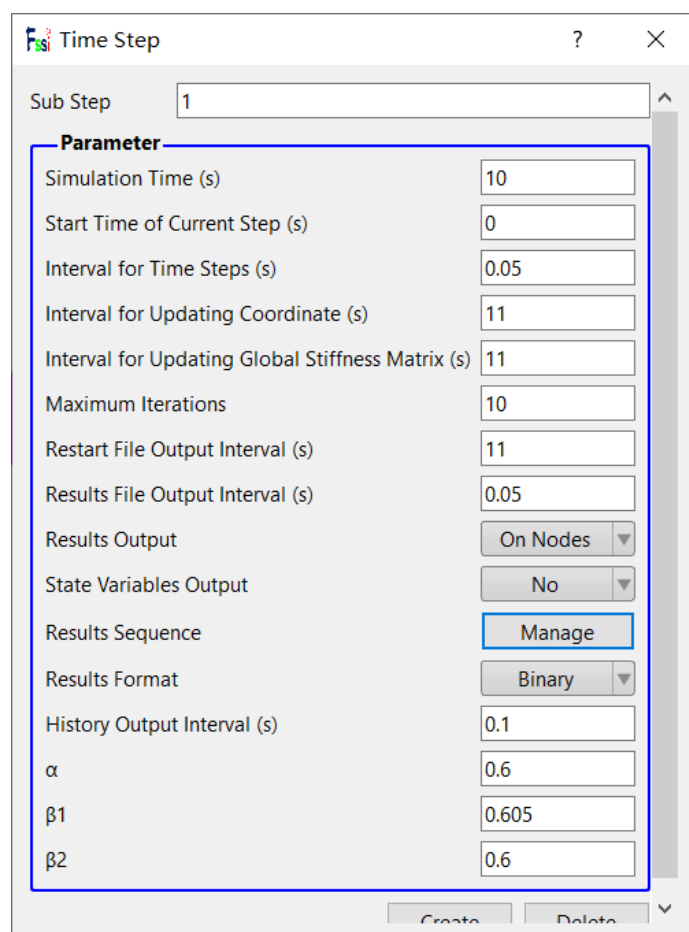 Fssi Time Step ? ×
Sub Step 1
Parameter
Simulation Time (s) 10
Start Time of Current Step (s) 0
Interval for Time Steps (s) 0.05
Interval for Updating Coordinate (s) 11
Interval for Updating Global Stiffness Matrix (s) 11
Maximum Iterations 10
Restart File Output Interval (s) 11
Results File Output Interval (s) 0.05
Results Output On Nodes
State Variables Output No
Results Sequence Manage
Results Format Binary
History Output Interval (s) 0.1
α 0.6
β1 0.605
β2 0.6
Create Delete